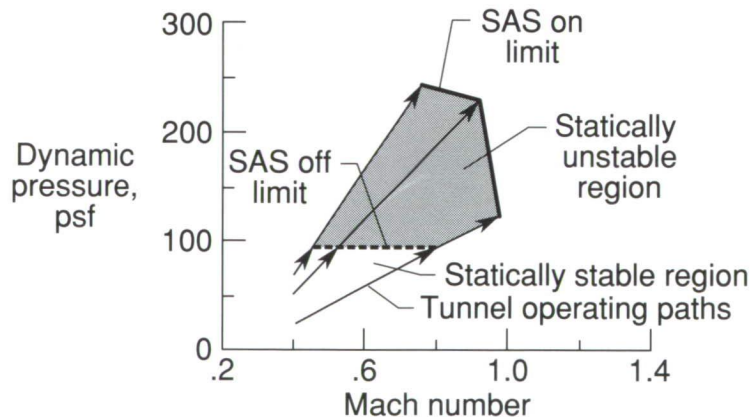 300
200
100
0
.2
.6
1.0
1.4
Dynamic
pressure,
psf
Mach number
SAS on
limit
SAS off
limit
Statically
unstable
region
Statically stable region
Tunnel operating paths